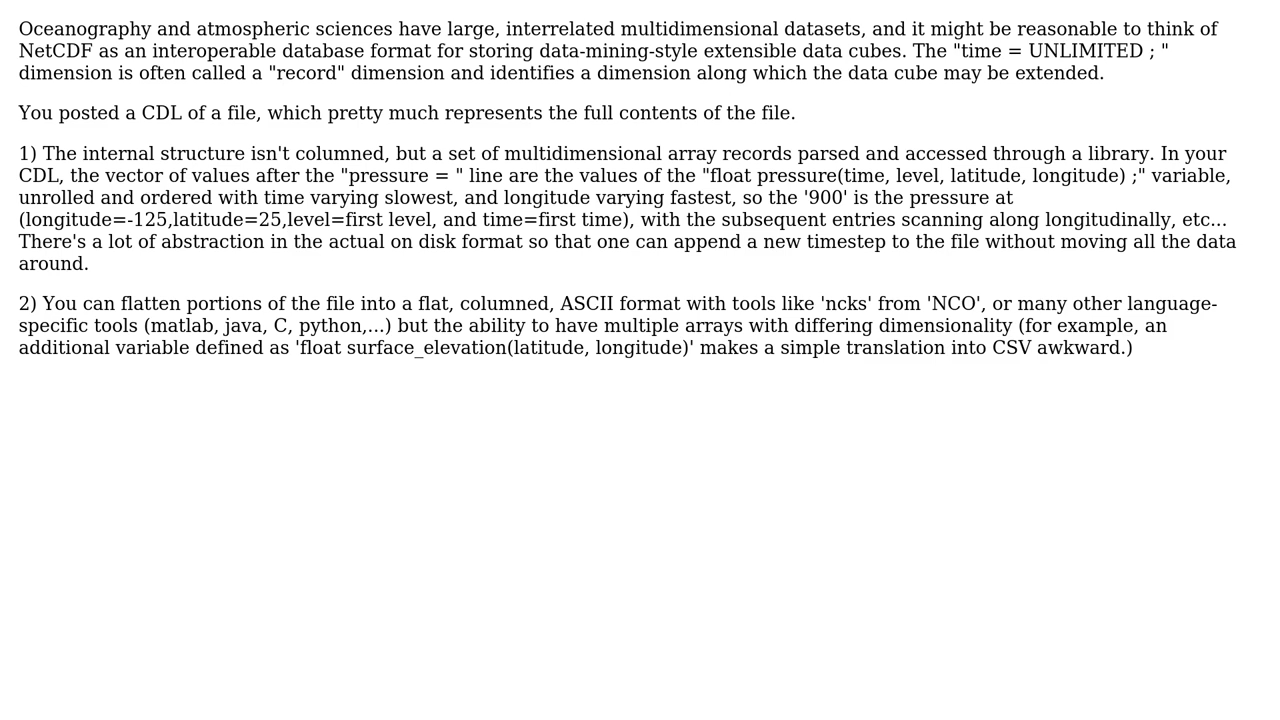 Oceanography and atmospheric sciences have large, interrelated multidimensional datasets, and it might be reasonable to think of
NetCDF as an interoperable database format for storing data-mining-style extensible data cubes. The "time = UNLIMITED ; "
dimension is often called a "record" dimension and identifies a dimension along which the data cube may be extended.
You posted a CDL of a file, which pretty much represents the full contents of the file.
1) The internal structure isn't columned, but a set of multidimensional array records parsed and accessed through a library. In your
CDL, the vector of values after the "pressure = " line are the values of the "float pressure(time, level, latitude, longitude) ;" variable,
unrolled and ordered with time varying slowest, and longitude varying fastest, so the '900' is the pressure at
(longitude=-125,latitude=25,level=first level, and time=first time), with the subsequent entries scanning along longitudinally, etc...
There's a lot of abstraction in the actual on disk format so that one can append a new timestep to the file without moving all the data
around.
2) You can flatten portions of the file into a flat, columned, ASCII format with tools like 'ncks' from 'NCO', or many other language-
specific tools (matlab, java, C, python,...) but the ability to have multiple arrays with differing dimensionality (for example, an
additional variable defined as 'float surface_elevation(latitude, longitude)' makes a simple translation into CSV awkward.)